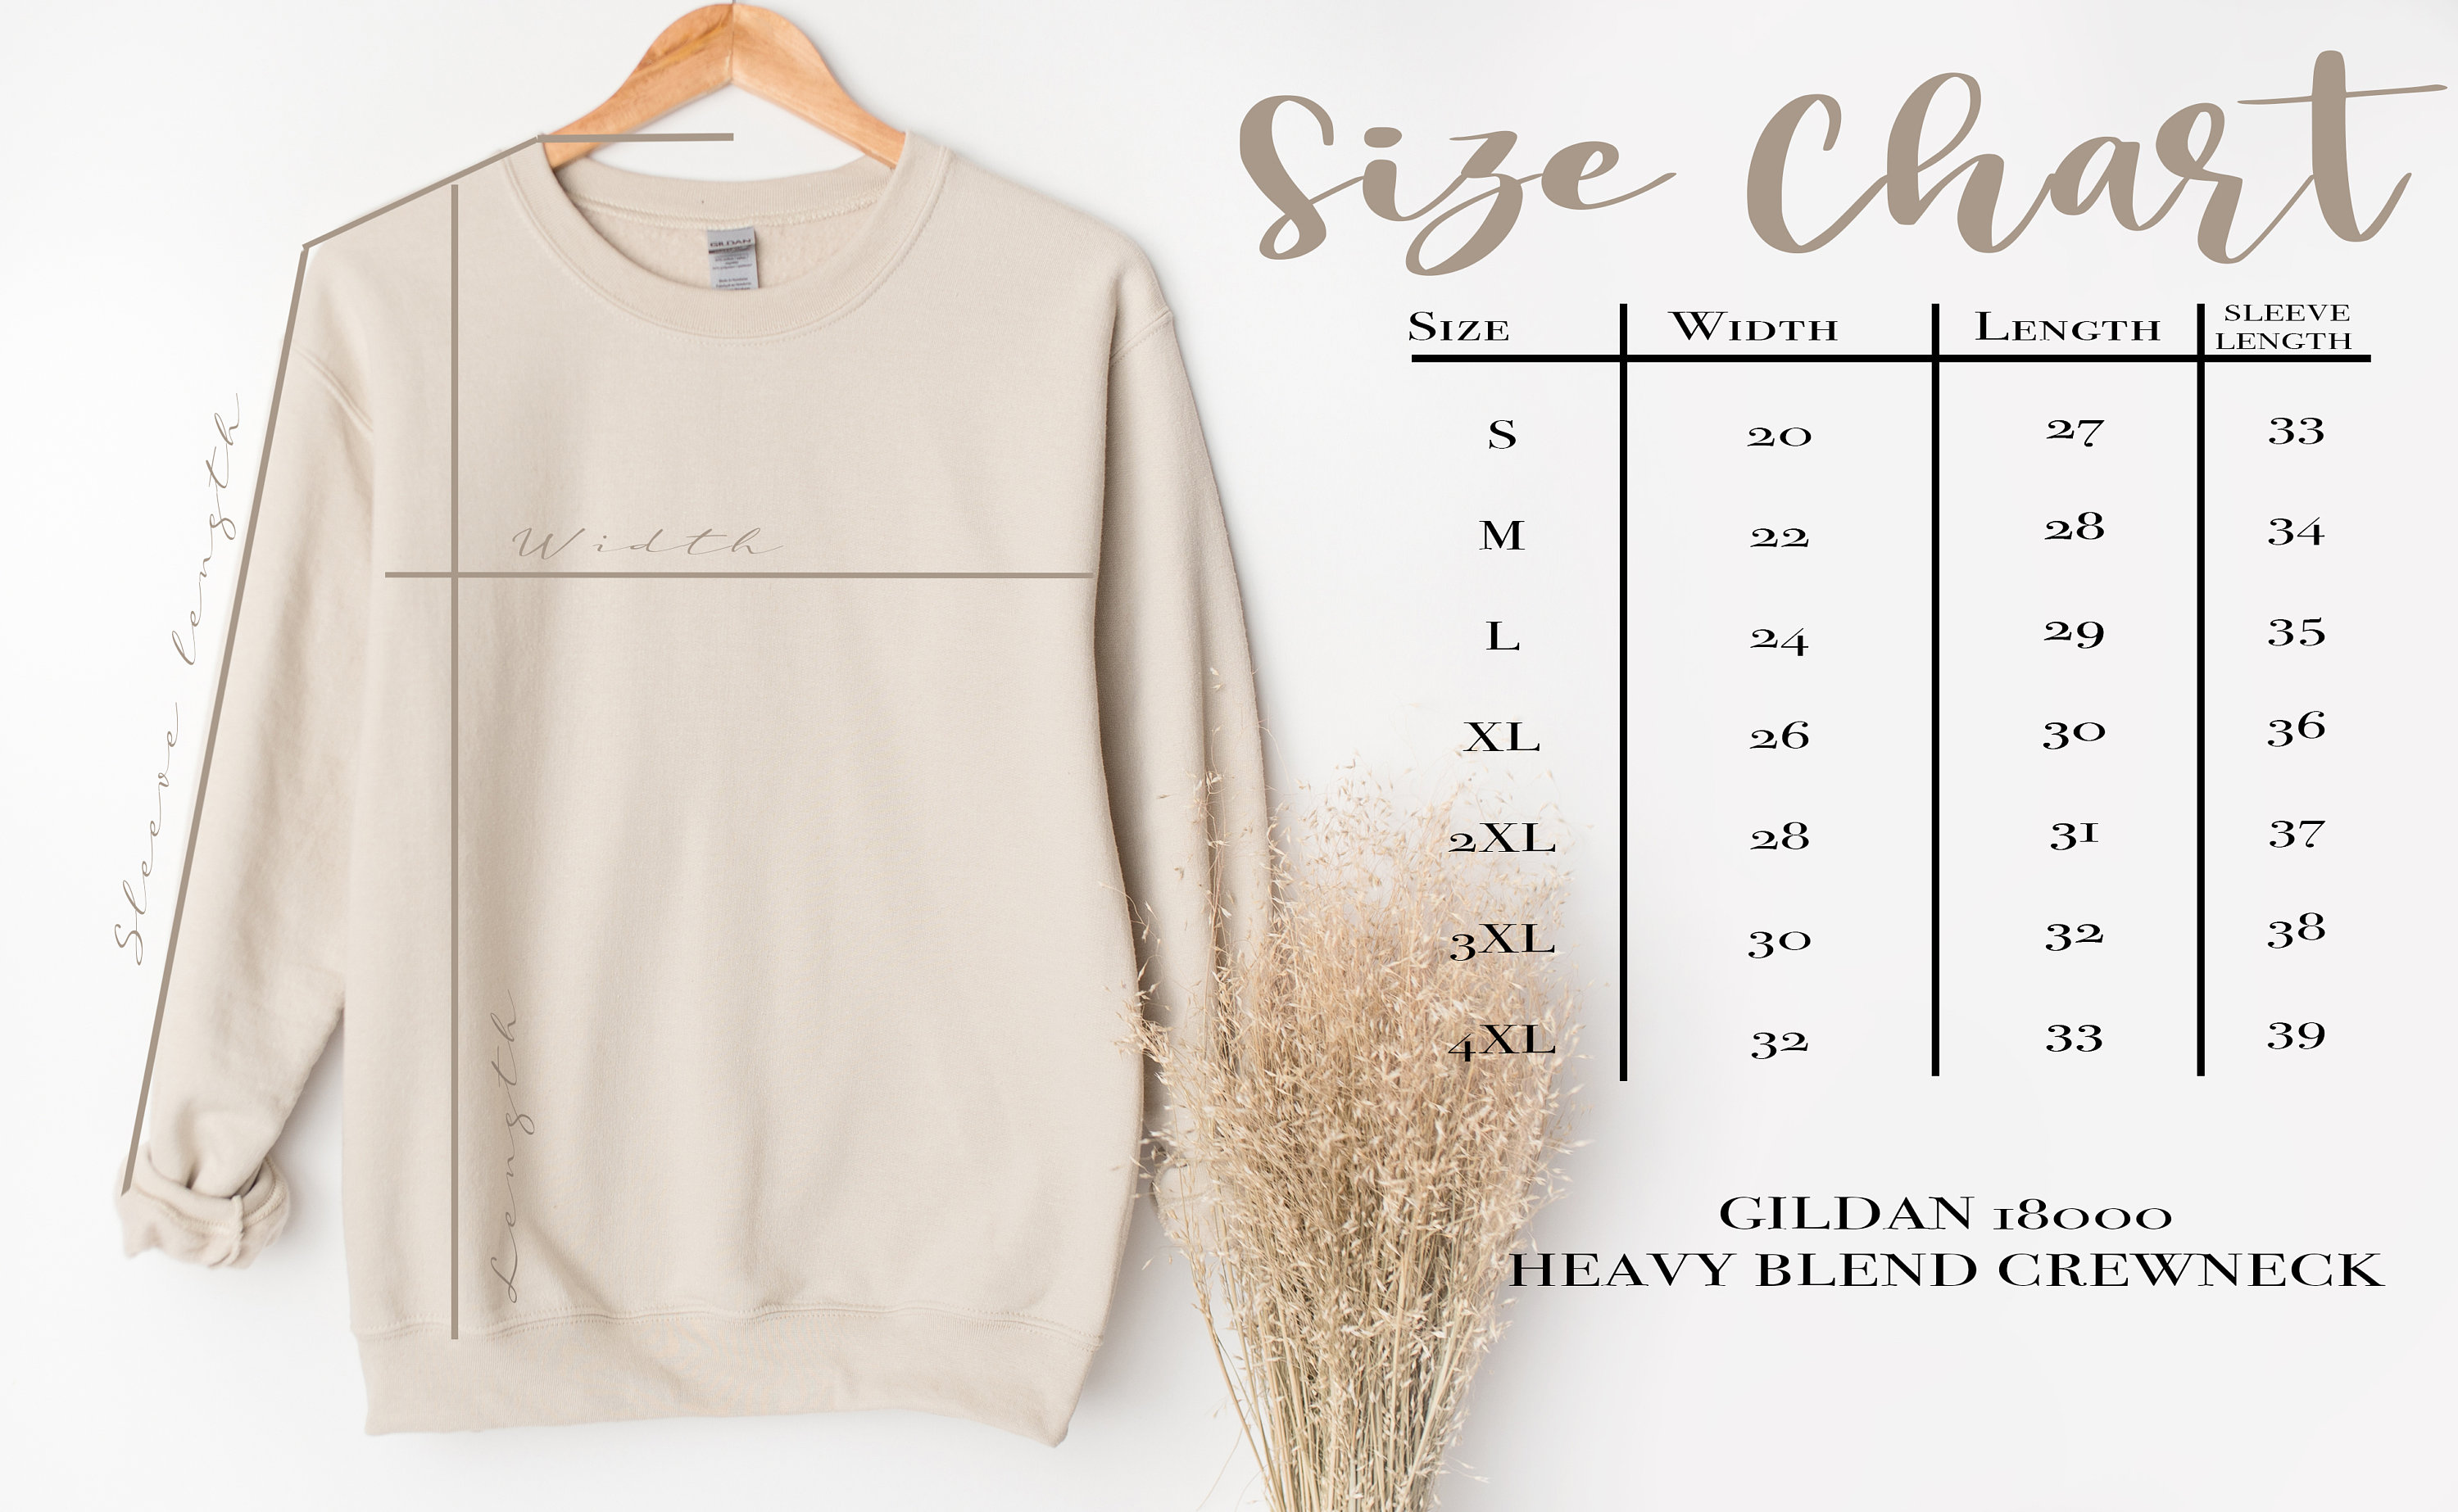 Size Chart
SIZE WIDTH LENGTH SLEEVE LENGTH
S 20 27 33
M 22 28 34
L 24 29 35
XL 26 30 36
2XL 28 31 37
3XL 30 32 38
4XL 32 33 39
GILDAN 18000
HEAVY BLEND CREWNECK
GILDAN
Width
Sleeve length
Length